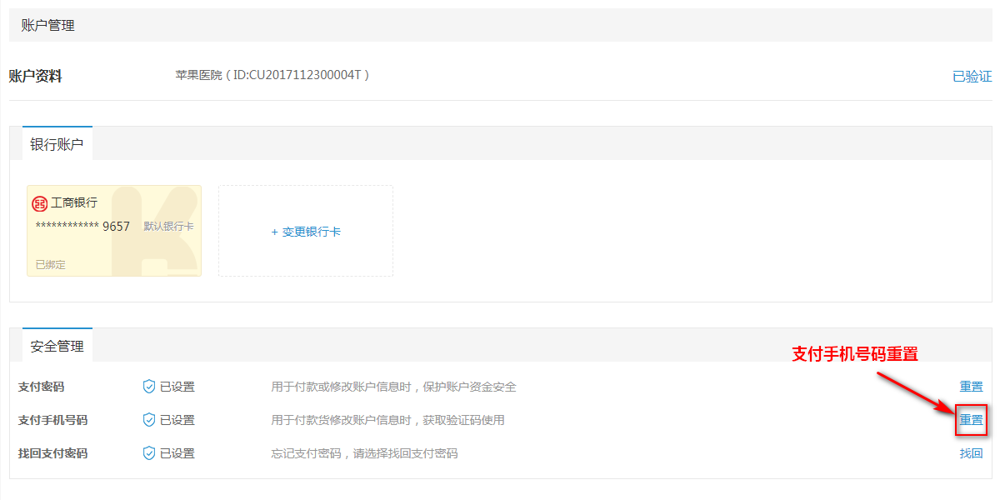 账户管理
账户资料 苹果医院（ID:CU2017112300004T） 已验证
银行账户
工商银行
************ 9657 默认银行卡
已绑定
+ 变更银行卡
安全管理
支付手机号码重置
支付密码 已设置 用于付款或修改账户信息时，保护账户资金安全 重置
支付手机号码 已设置 用于付款货修改账户信息时，获取验证码使用 重置
找回支付密码 已设置 忘记支付密码，请选择找回支付密码 找回